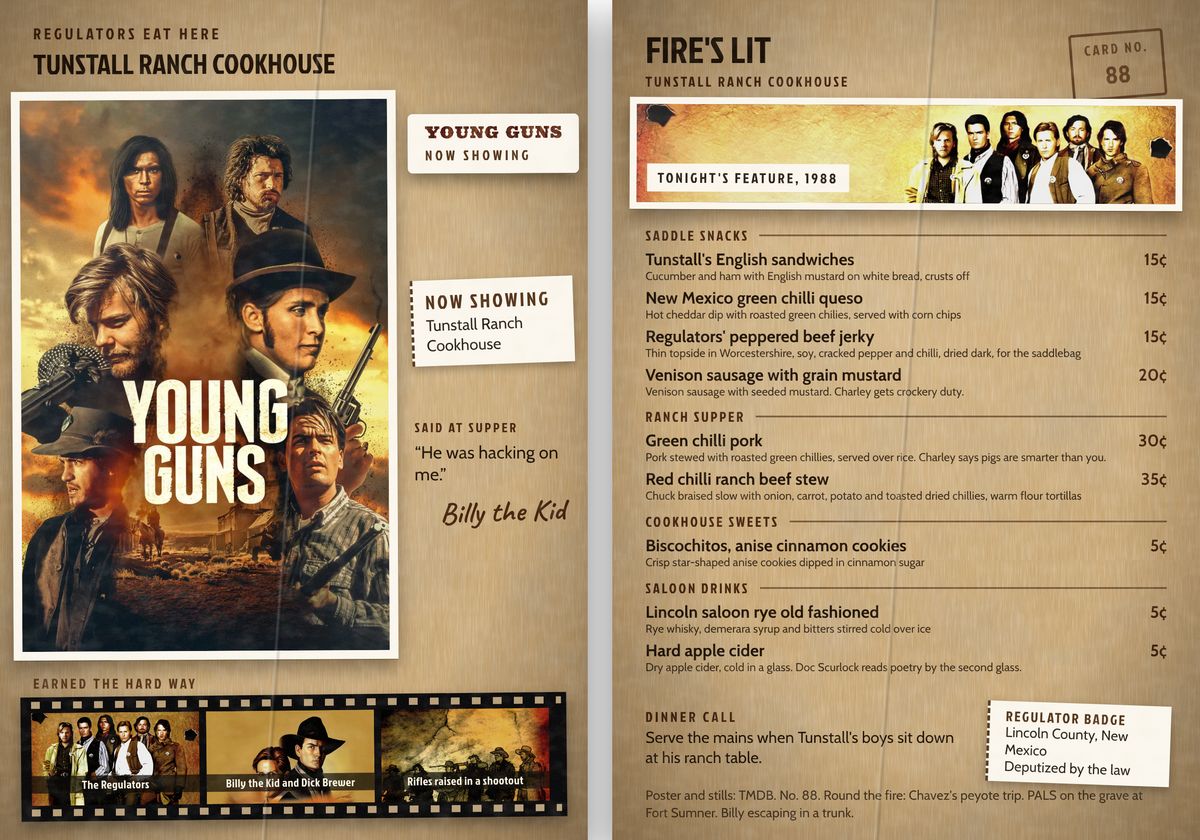 REGULATORS EAT HERE
TUNSTALL RANCH COOKHOUSE
YOUNG GUNS
NOW SHOWING
NOW SHOWING
Tunstall Ranch
Cookhouse
YOUNG
GUNS
SAID AT SUPPER
“He was hacking on
me.”
Billy the Kid
EARNED THE HARD WAY
The Regulators
Billy the Kid and Dick Brewer
Rifles raised in a shootout
FIRE'S LIT
TUNSTALL RANCH COOKHOUSE
CARD NO.
88
TONIGHT'S FEATURE, 1988
SADDLE SNACKS
Tunstall's English sandwiches 15¢
Cucumber and ham with English mustard on white bread, crusts off
New Mexico green chilli queso 15¢
Hot cheddar dip with roasted green chilies, served with corn chips
Regulators' peppered beef jerky 15¢
Thin topside in Worcestershire, soy, cracked pepper and chilli, dried dark, for the saddlebag
Venison sausage with grain mustard 20¢
Venison sausage with seeded mustard. Charley gets crockery duty.
RANCH SUPPER
Green chilli pork 30¢
Pork stewed with roasted green chillies, served over rice. Charley says pigs are smarter than you.
Red chilli ranch beef stew 35¢
Chuck braised slow with onion, carrot, potato and toasted dried chillies, warm flour tortillas
COOKHOUSE SWEETS
Biscochitos, anise cinnamon cookies 5¢
Crisp star-shaped anise cookies dipped in cinnamon sugar
SALOON DRINKS
Lincoln saloon rye old fashioned 5¢
Rye whisky, demerara syrup and bitters stirred cold over ice
Hard apple cider 5¢
Dry apple cider, cold in a glass. Doc Scurlock reads poetry by the second glass.
DINNER CALL
Serve the mains when Tunstall's boys sit down
at his ranch table.
REGULATOR BADGE
Lincoln County, New
Mexico
Deputized by the law
Poster and stills: TMDB. No. 88. Round the fire: Chavez's peyote trip. PALS on the grave at
Fort Sumner. Billy escaping in a trunk.